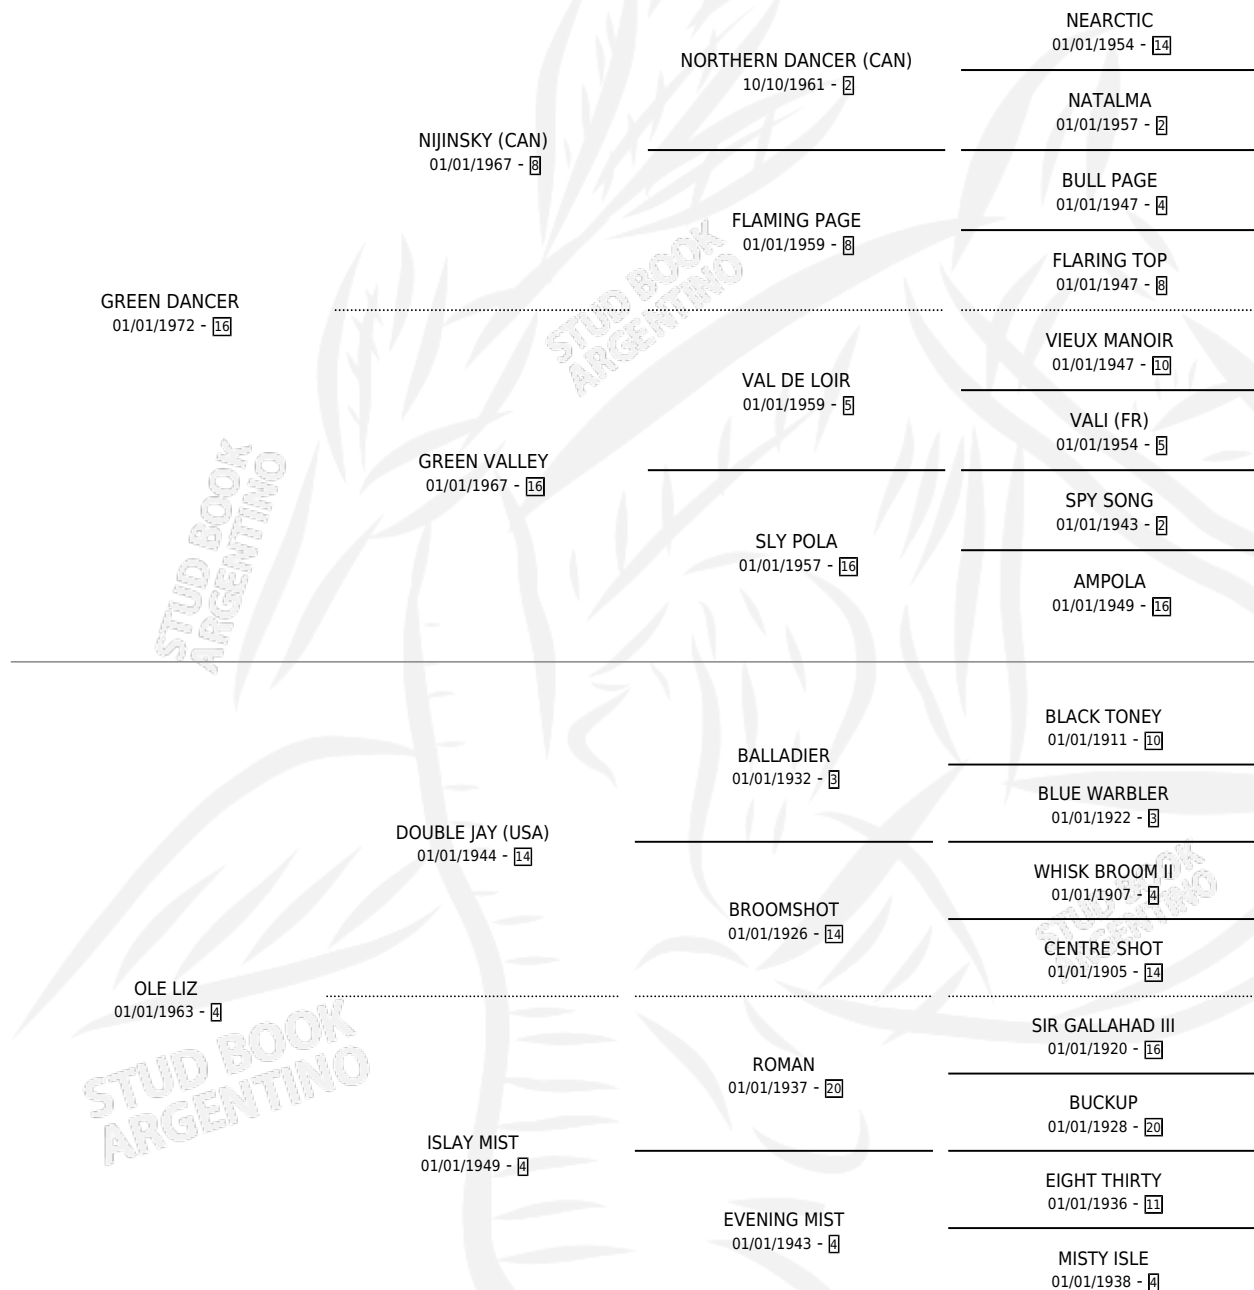 NEARCTIC
01/01/1954 - 14
NORTHERN DANCER (CAN)
10/10/1961 - 2
NATALMA
01/01/1957 - 2
NIJINSKY (CAN)
01/01/1967 - 8
BULL PAGE
01/01/1947 - 4
FLAMING PAGE
01/01/1959 - 8
FLARING TOP
01/01/1947 - 8
GREEN DANCER
01/01/1972 - 16
STUD BOOK
ARGENTINO
VIEUX MANOIR
01/01/1947 - 10
VAL DE LOIR
01/01/1959 - 5
VALI (FR)
01/01/1954 - 5
GREEN VALLEY
01/01/1967 - 16
SPY SONG
01/01/1943 - 2
SLY POLA
01/01/1957 - 16
AMPOLA
01/01/1949 - 16
STUD BOOK
ARGENTINO
BLACK TONEY
01/01/1911 - 10
BALLADIER
01/01/1932 - 3
BLUE WARBLER
01/01/1922 - 3
DOUBLE JAY (USA)
01/01/1944 - 14
WHISK BROOM II
01/01/1907 - 4
BROOMSHOT
01/01/1926 - 14
CENTRE SHOT
01/01/1905 - 14
STUD BOOK
ARGENTINO
OLE LIZ
01/01/1963 - 4
SIR GALLAHAD III
01/01/1920 - 16
ROMAN
01/01/1937 - 20
BUCKUP
01/01/1928 - 20
ISLAY MIST
01/01/1949 - 4
EIGHT THIRTY
01/01/1936 - 11
EVENING MIST
01/01/1943 - 4
MISTY ISLE
01/01/1938 - 4
STUD BOOK
ARGENTINO